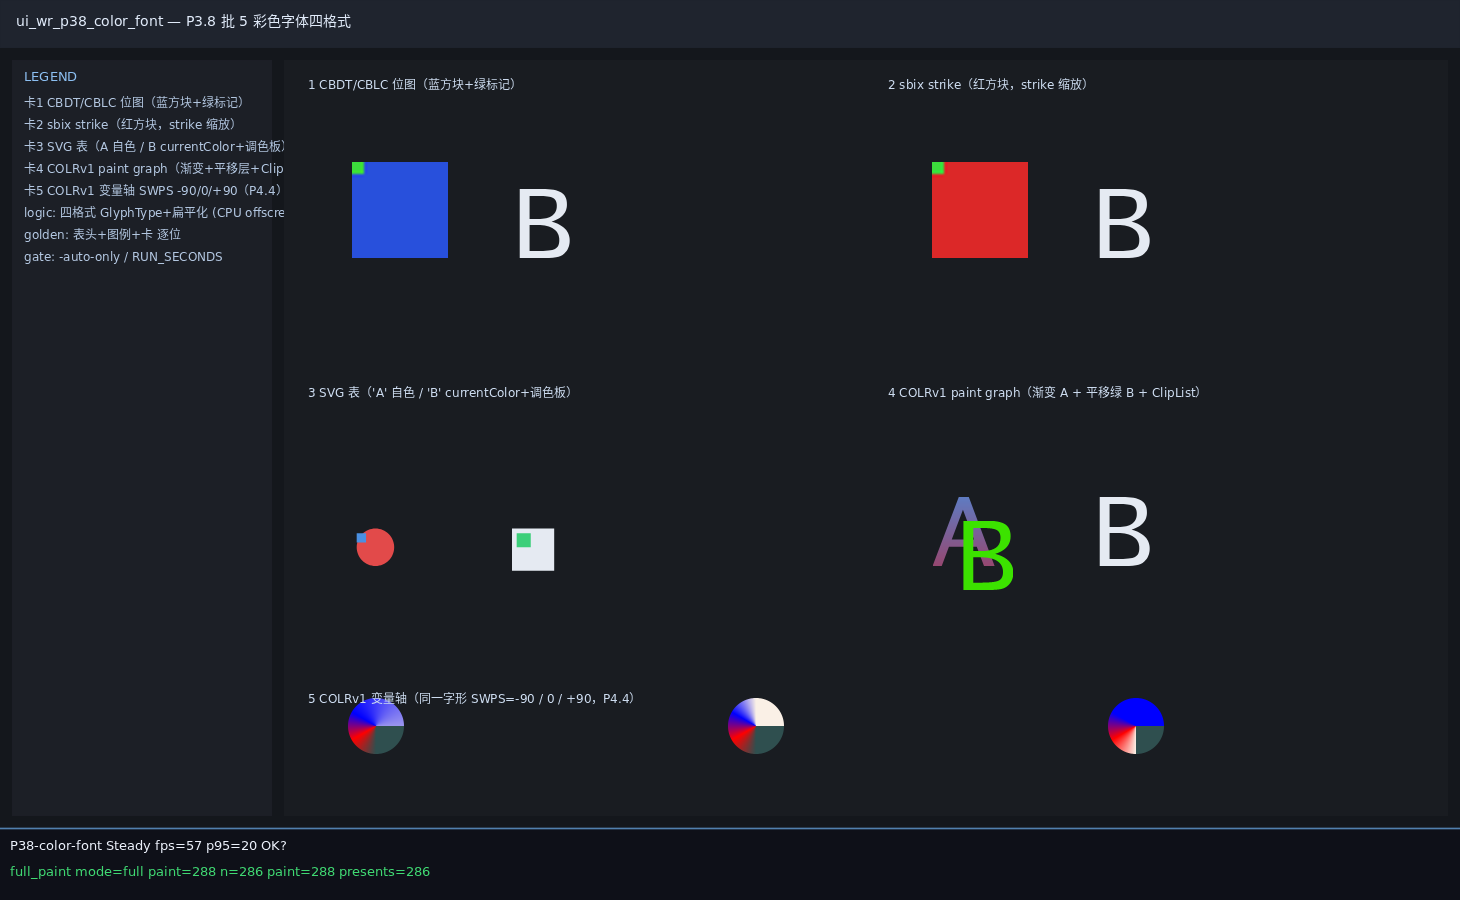 ui_wr_p38_color_font — P3.8 批 5 彩色字体四格式
LEGEND
卡1 CBDT/CBLC 位图（蓝方块+绿标记）
卡2 sbix strike（红方块，strike 缩放）
卡3 SVG 表（A 自色 / B currentColor+调色板）
卡4 COLRv1 paint graph（渐变+平移层+Clip
卡5 COLRv1 变量轴 SWPS -90/0/+90（P4.4）
logic: 四格式 GlyphType+扁平化 (CPU offscre
golden: 表头+图例+卡 逐位
gate: -auto-only / RUN_SECONDS
1 CBDT/CBLC 位图（蓝方块+绿标记）
B
2 sbix strike（红方块，strike 缩放）
B
3 SVG 表（'A' 自色 / 'B' currentColor+调色板）
4 COLRv1 paint graph（渐变 A + 平移绿 B + ClipList）
A B B
5 COLRv1 变量轴（同一字形 SWPS=-90 / 0 / +90，P4.4）
P38-color-font Steady fps=57 p95=20 OK?
full_paint mode=full paint=288 n=286 paint=288 presents=286